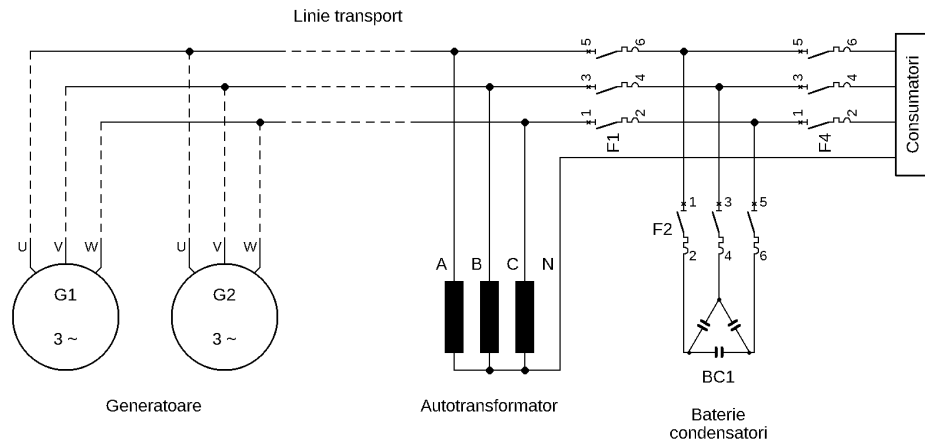 Linie transport
5 6 5 6
3 4 3 4
1 2 1 2
F1 F4
Consumatori
1 3 5
F2
2 4 6
U V W U V W
A B C N
G1 G2
3 ~ 3 ~
BC1
Generatoare Autotransformator
Baterie
condensatori